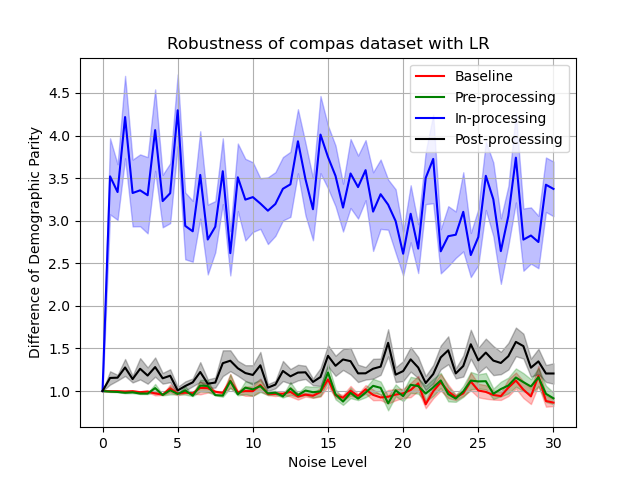 Robustness of compas dataset with LR
Baseline
Pre-processing
In-processing
Post-processing
4.5
4.0
3.5
3.0
2.5
2.0
1.5
1.0
Difference of Demographic Parity
0 5 10 15 20 25 30
Noise Level